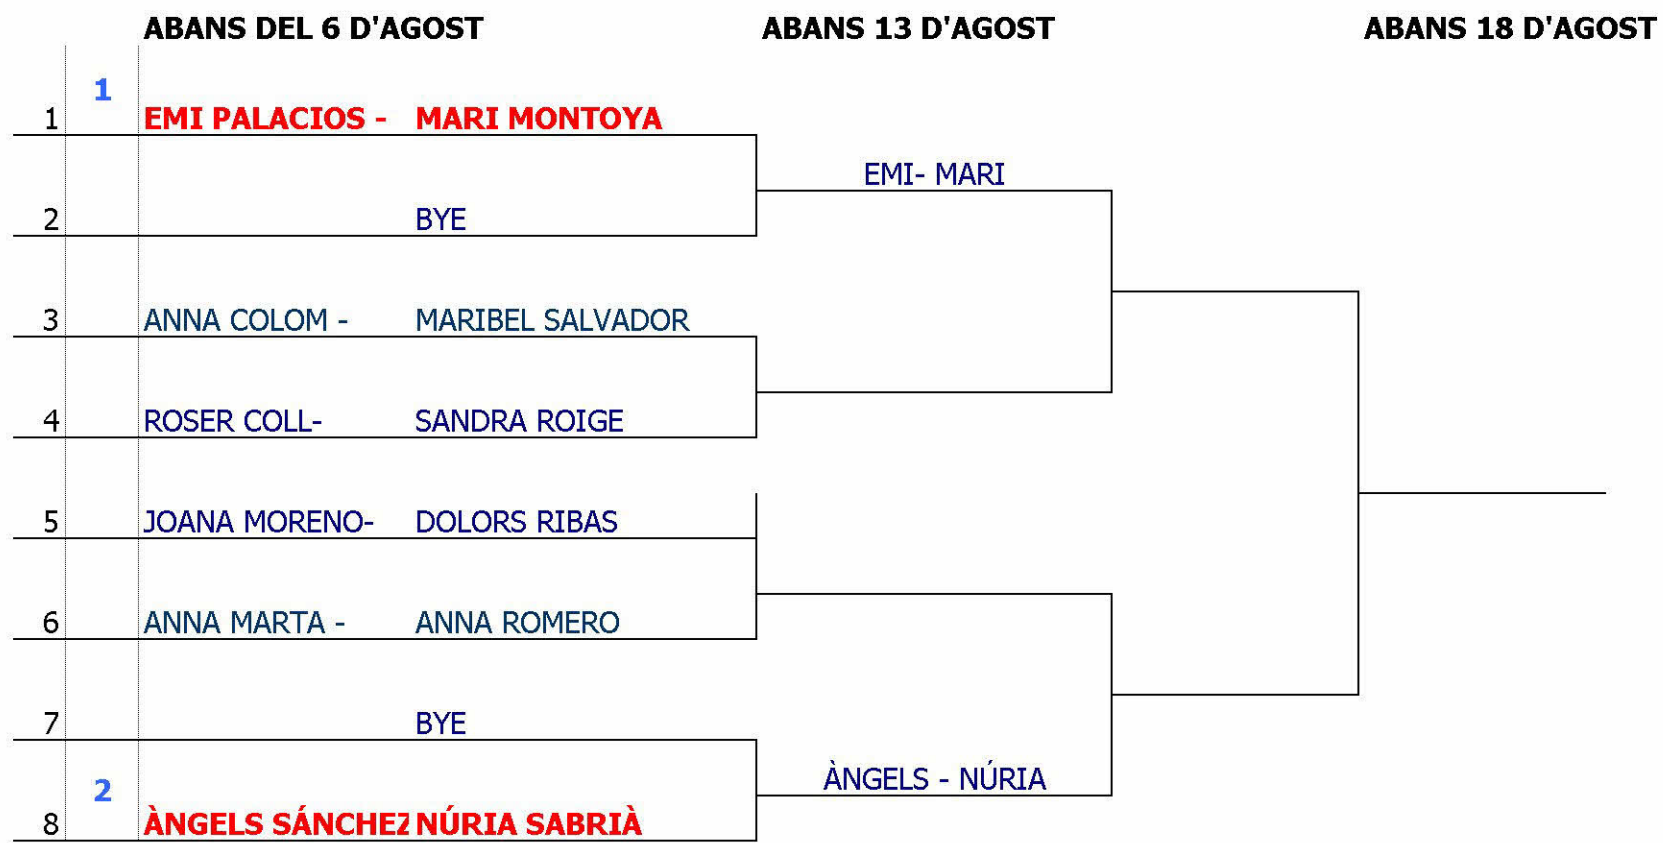 ABANS DEL 6 D'AGOST ABANS 13 D'AGOST ABANS 18 D'AGOST
1
1 EMI PALACIOS - MARI MONTOYA
EMI- MARI
2 BYE
3 ANNA COLOM - MARIBEL SALVADOR
4 ROSER COLL- SANDRA ROIGE
5 JOANA MORENO- DOLORS RIBAS
6 ANNA MARTA - ANNA ROMERO
7 BYE
ÀNGELS - NÚRIA
2
8 ÀNGELS SÁNCHEZ NÚRIA SABRIÀ